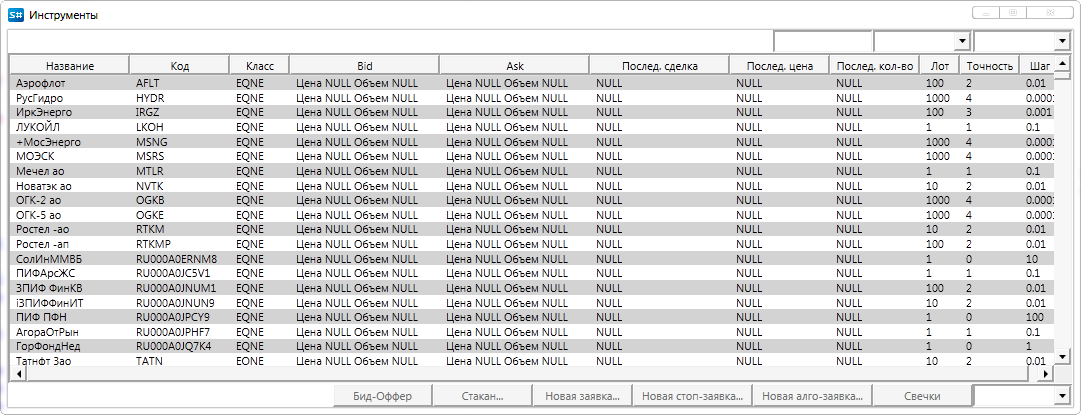 S# Инструменты
Название Код Класс Bid Ask Послед. сделка Послед. цена Послед. кол-во Лот Точность Шаг
Аэрофлот AFLT EQNE Цена NULL Объем NULL Цена NULL Объем NULL NULL NULL NULL 100 2 0.01
РусГидро HYDR EQNE Цена NULL Объем NULL Цена NULL Объем NULL NULL NULL NULL 1000 4 0.0001
ИркЭнерго IRGZ EQNE Цена NULL Объем NULL Цена NULL Объем NULL NULL NULL NULL 100 3 0.001
ЛУКОЙЛ LKOH EQNE Цена NULL Объем NULL Цена NULL Объем NULL NULL NULL NULL 1 1 0.1
+МосЭнерго MSNG EQNE Цена NULL Объем NULL Цена NULL Объем NULL NULL NULL NULL 1000 4 0.0001
МОЭСК MSRS EQNE Цена NULL Объем NULL Цена NULL Объем NULL NULL NULL NULL 1000 4 0.0001
Мечел ао MTLR EQNE Цена NULL Объем NULL Цена NULL Объем NULL NULL NULL NULL 1 1 0.1
Новатэк ао NVTK EQNE Цена NULL Объем NULL Цена NULL Объем NULL NULL NULL NULL 10 2 0.01
ОГК-2 ао OGKB EQNE Цена NULL Объем NULL Цена NULL Объем NULL NULL NULL NULL 1000 4 0.0001
ОГК-5 ао OGKE EQNE Цена NULL Объем NULL Цена NULL Объем NULL NULL NULL NULL 1000 4 0.0001
Ростел -ао RTKM EQNE Цена NULL Объем NULL Цена NULL Объем NULL NULL NULL NULL 10 2 0.01
Ростел -ап RTKMP EQNE Цена NULL Объем NULL Цена NULL Объем NULL NULL NULL NULL 100 2 0.01
СолИнММВБ RU000A0ERNM8 EQNE Цена NULL Объем NULL Цена NULL Объем NULL NULL NULL NULL 1 0 10
ПИФАрсЖС RU000A0JC5V1 EQNE Цена NULL Объем NULL Цена NULL Объем NULL NULL NULL NULL 1 1 0.1
ЗПИФ ФинКВ RU000A0JNUM1 EQNE Цена NULL Объем NULL Цена NULL Объем NULL NULL NULL NULL 100 2 0.01
iЗПИФФинИТ RU000A0JNUN9 EQNE Цена NULL Объем NULL Цена NULL Объем NULL NULL NULL NULL 10 2 0.01
ПИФ ПФН RU000A0JPCY9 EQNE Цена NULL Объем NULL Цена NULL Объем NULL NULL NULL NULL 1 0 100
АгораОтРын RU000A0JPHF7 EQNE Цена NULL Объем NULL Цена NULL Объем NULL NULL NULL NULL 1 1 0.1
ГорФондНед RU000A0JQ7K4 EQNE Цена NULL Объем NULL Цена NULL Объем NULL NULL NULL NULL 1 0 1
Татнфт 3ао TATN EQNE Цена NULL Объем NULL Цена NULL Объем NULL NULL NULL NULL 10 2 0.01
Бид-Оффер Стакан... Новая заявка... Новая стоп-заявка... Новая алго-заявка... Свечки